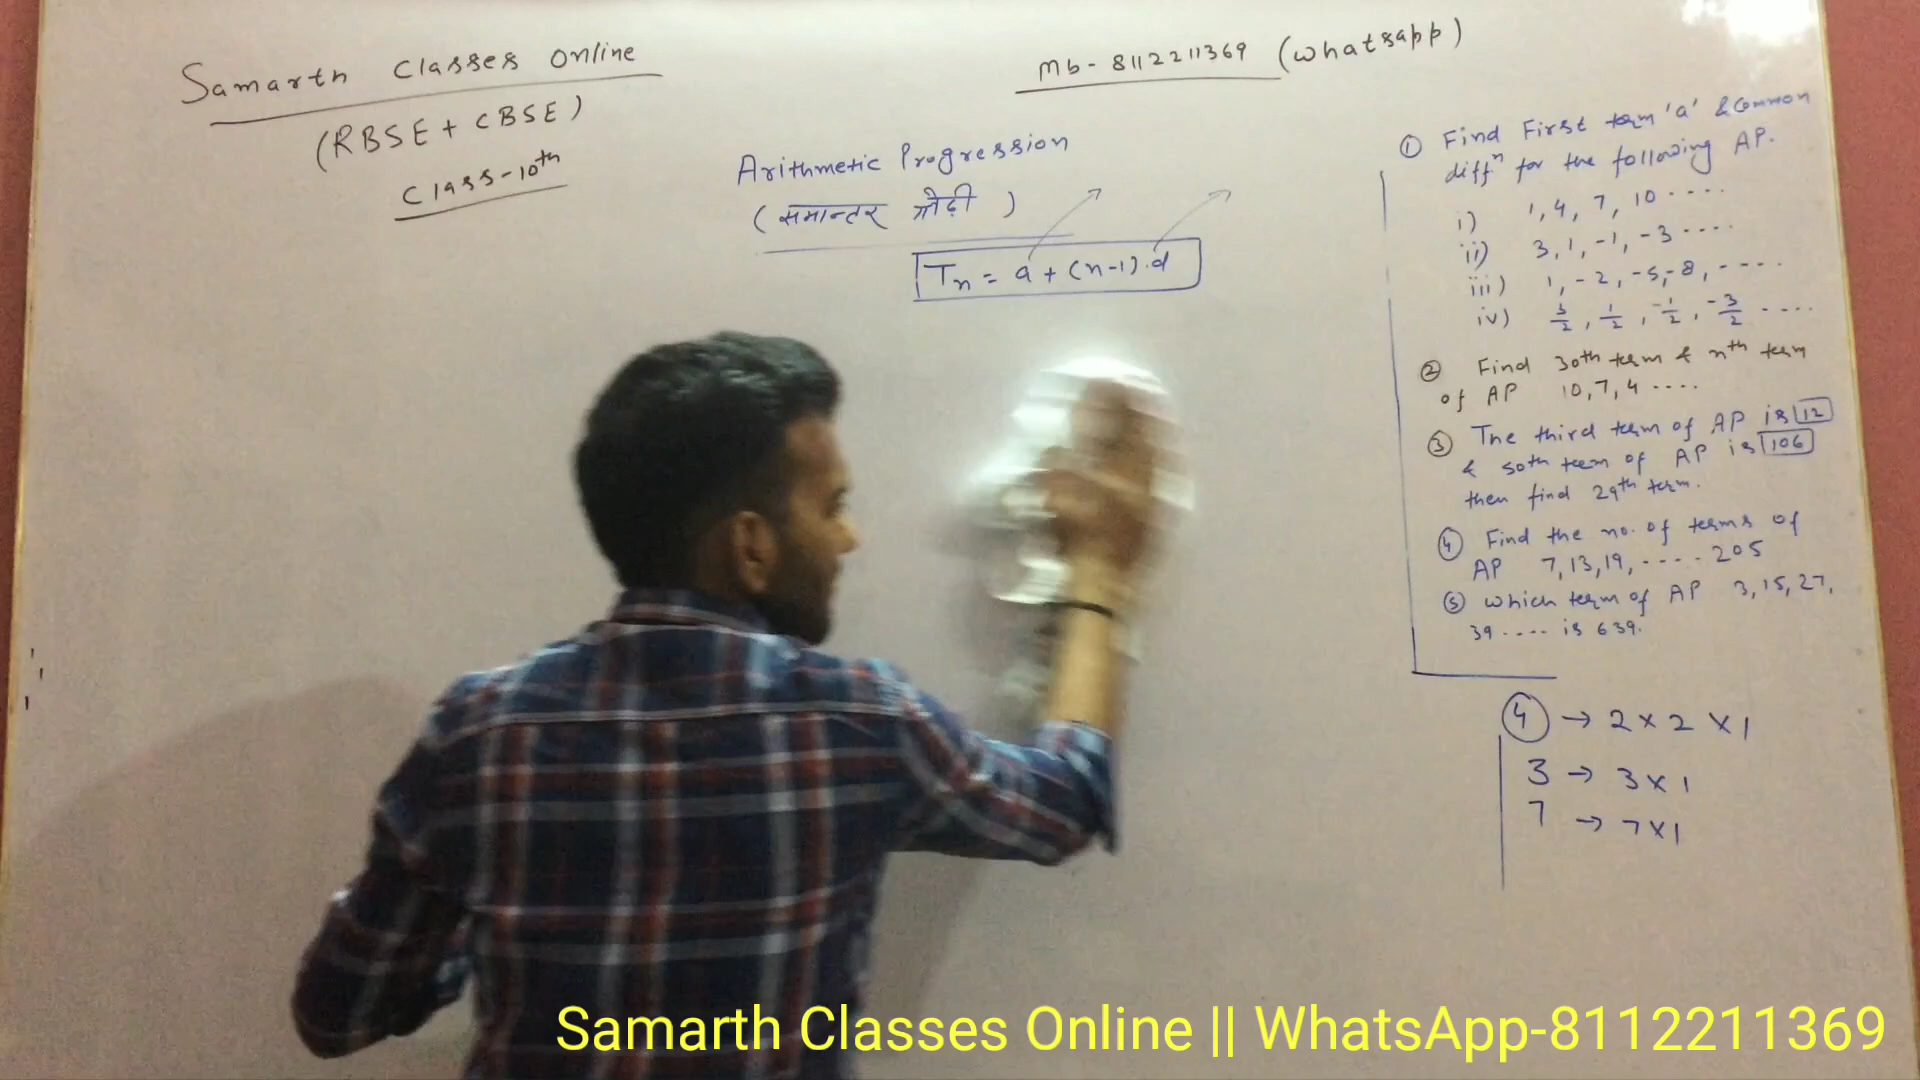 Samarth Classes Online
(RBSE + CBSE)
Class-10th
Mb- 8112211369 (whatsapp)
Arithmetic Progression
(समान्तर श्रेढ़ी)
Tn = a + (n-1).d
① Find First term 'a' & Common
diffⁿ for the following AP.
i) 1, 4, 7, 10 ....
ii) 3, 1, -1, -3 ....
iii) 1, -2, -5, -8, ....
iv) 3/2, 1/2, -1/2, -3/2 ....
② Find 30th term & nth term
of AP 10, 7, 4 ....
③ The third term of AP is 12
& 50th term of AP is 106
then find 29th term.
④ Find the no. of terms of
AP 7, 13, 19, .... 205
⑤ which term of AP 3, 15, 27,
39 .... is 639.
④ → 2 × 2 × 1
3 → 3 × 1
7 → 7 × 1
Samarth Classes Online || WhatsApp-8112211369